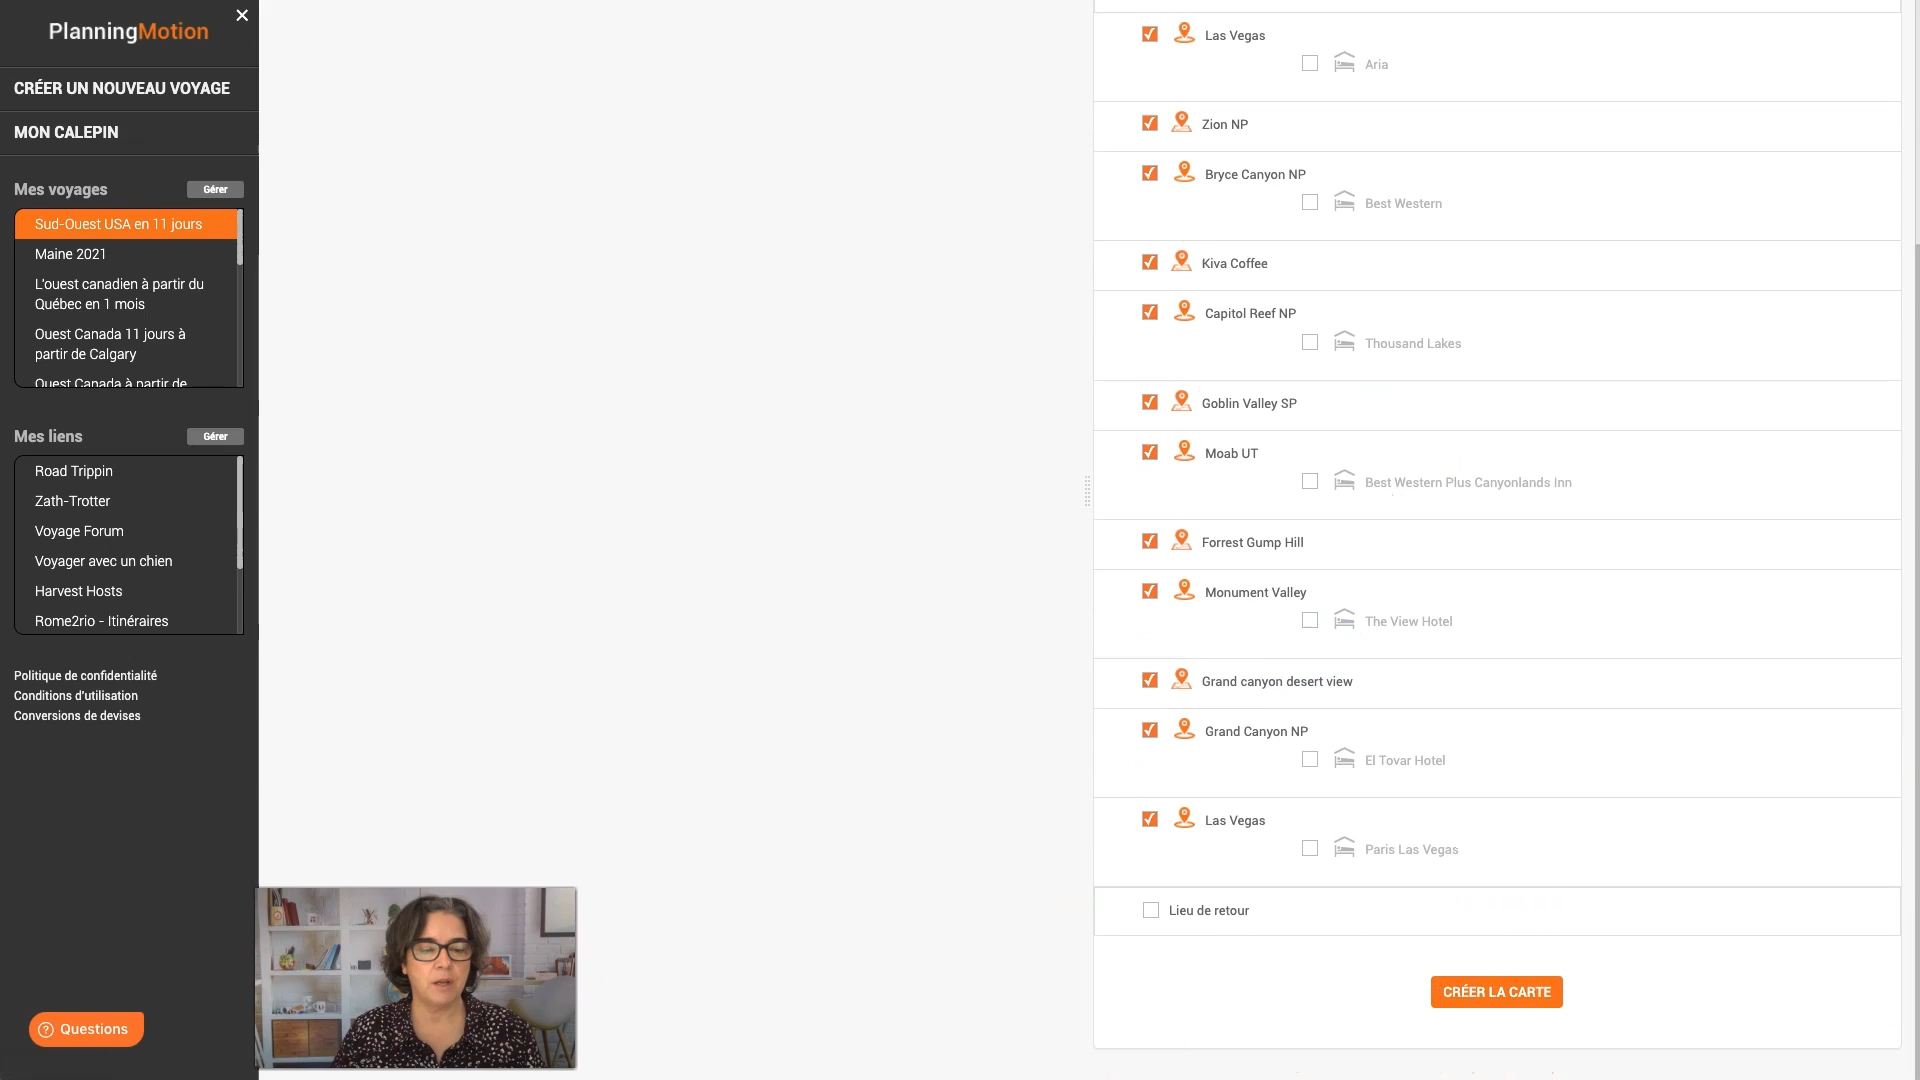 PlanningMotion
CRÉER UN NOUVEAU VOYAGE
MON CALEPIN
Mes voyages
Gérer
Sud-Ouest USA en 11 jours
Maine 2021
L'ouest canadien à partir du
Québec en 1 mois
Ouest Canada 11 jours à
partir de Calgary
Ouest Canada à partir de
Mes liens
Gérer
Road Trippin
Zath-Trotter
Voyage Forum
Voyager avec un chien
Harvest Hosts
Rome2rio - Itinéraires
Politique de confidentialité
Conditions d'utilisation
Conversions de devises
Questions
Las Vegas
Aria
Zion NP
Bryce Canyon NP
Best Western
Kiva Coffee
Capitol Reef NP
Thousand Lakes
Goblin Valley SP
Moab UT
Best Western Plus Canyonlands Inn
Forrest Gump Hill
Monument Valley
The View Hotel
Grand canyon desert view
Grand Canyon NP
El Tovar Hotel
Las Vegas
Paris Las Vegas
Lieu de retour
CRÉER LA CARTE